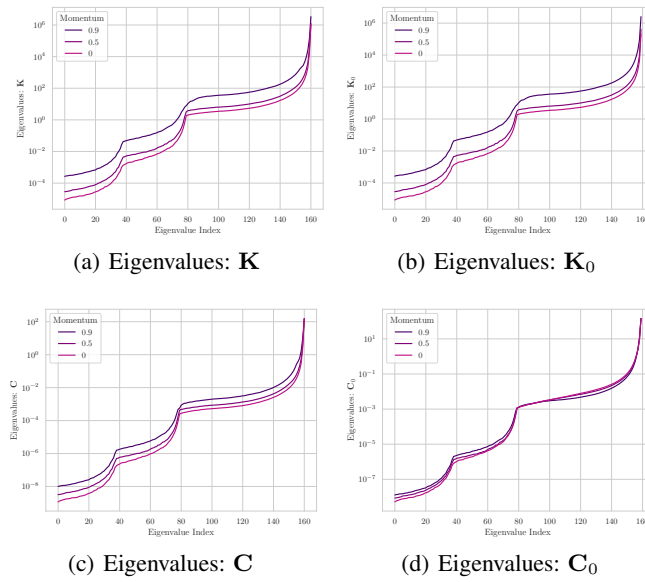 Momentum
0.9
0.5
0
10^6
10^4
10^2
10^0
10^-2
10^-4
Eigenvalues: K
0 20 40 60 80 100 120 140 160
Eigenvalue Index
(a) Eigenvalues: K
Momentum
0.9
0.5
0
10^6
10^4
10^2
10^0
10^-2
10^-4
Eigenvalues: K_0
0 20 40 60 80 100 120 140 160
Eigenvalue Index
(b) Eigenvalues: K_0
Momentum
0.9
0.5
0
10^2
10^0
10^-2
10^-4
10^-6
10^-8
Eigenvalues: C
0 20 40 60 80 100 120 140 160
Eigenvalue Index
(c) Eigenvalues: C
Momentum
0.9
0.5
0
10^1
10^-1
10^-3
10^-5
10^-7
Eigenvalues: C_0
0 20 40 60 80 100 120 140 160
Eigenvalue Index
(d) Eigenvalues: C_0